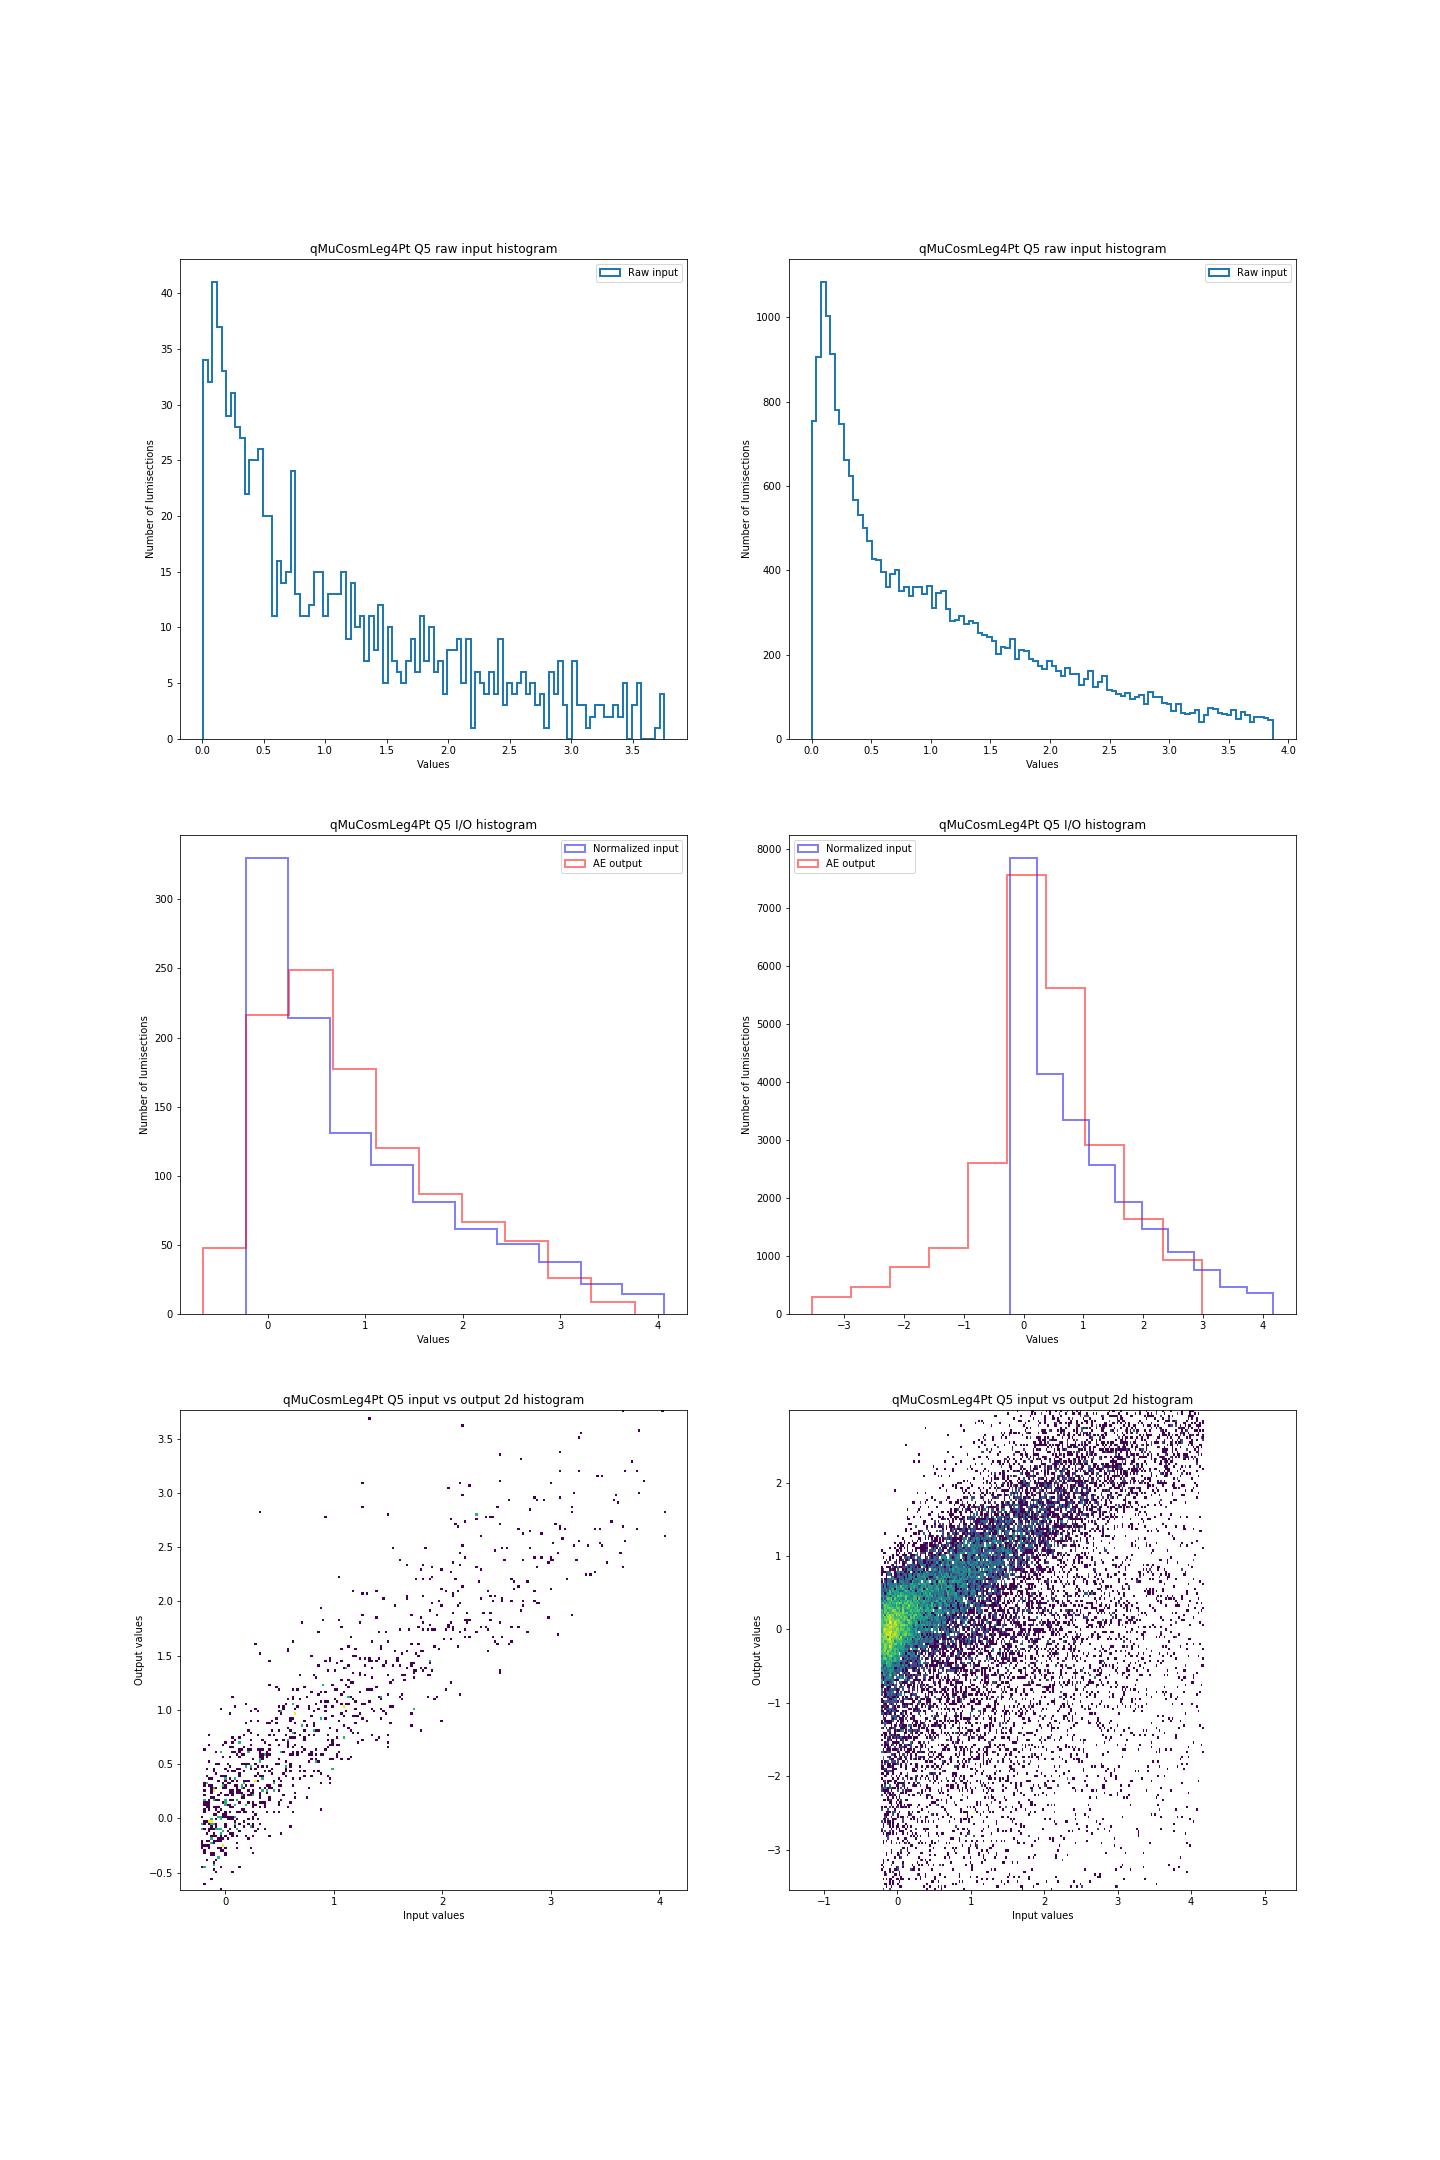 qMuCosmLeg4Pt Q5 raw input histogram
Raw input
40
35
30
25
20
15
10
5
0
Number of lumisections
0.0 0.5 1.0 1.5 2.0 2.5 3.0 3.5
Values
qMuCosmLeg4Pt Q5 raw input histogram
Raw input
1000
800
600
400
200
0
Number of lumisections
0.0 0.5 1.0 1.5 2.0 2.5 3.0 3.5 4.0
Values
qMuCosmLeg4Pt Q5 I/O histogram
Normalized input
AE output
300
250
200
150
100
50
0
Number of lumisections
0 1 2 3 4
Values
qMuCosmLeg4Pt Q5 I/O histogram
Normalized input
AE output
8000
7000
6000
5000
4000
3000
2000
1000
0
Number of lumisections
−3 −2 −1 0 1 2 3 4
Values
qMuCosmLeg4Pt Q5 input vs output 2d histogram
3.5
3.0
2.5
2.0
1.5
1.0
0.5
0.0
−0.5
Output values
0 1 2 3 4
Input values
qMuCosmLeg4Pt Q5 input vs output 2d histogram
2
1
0
−1
−2
−3
Output values
−1 0 1 2 3 4 5
Input values